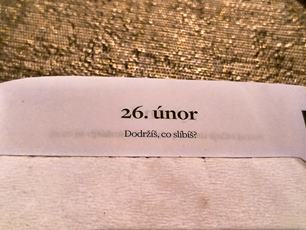 26. únor
Dodržíš, co slíbíš?